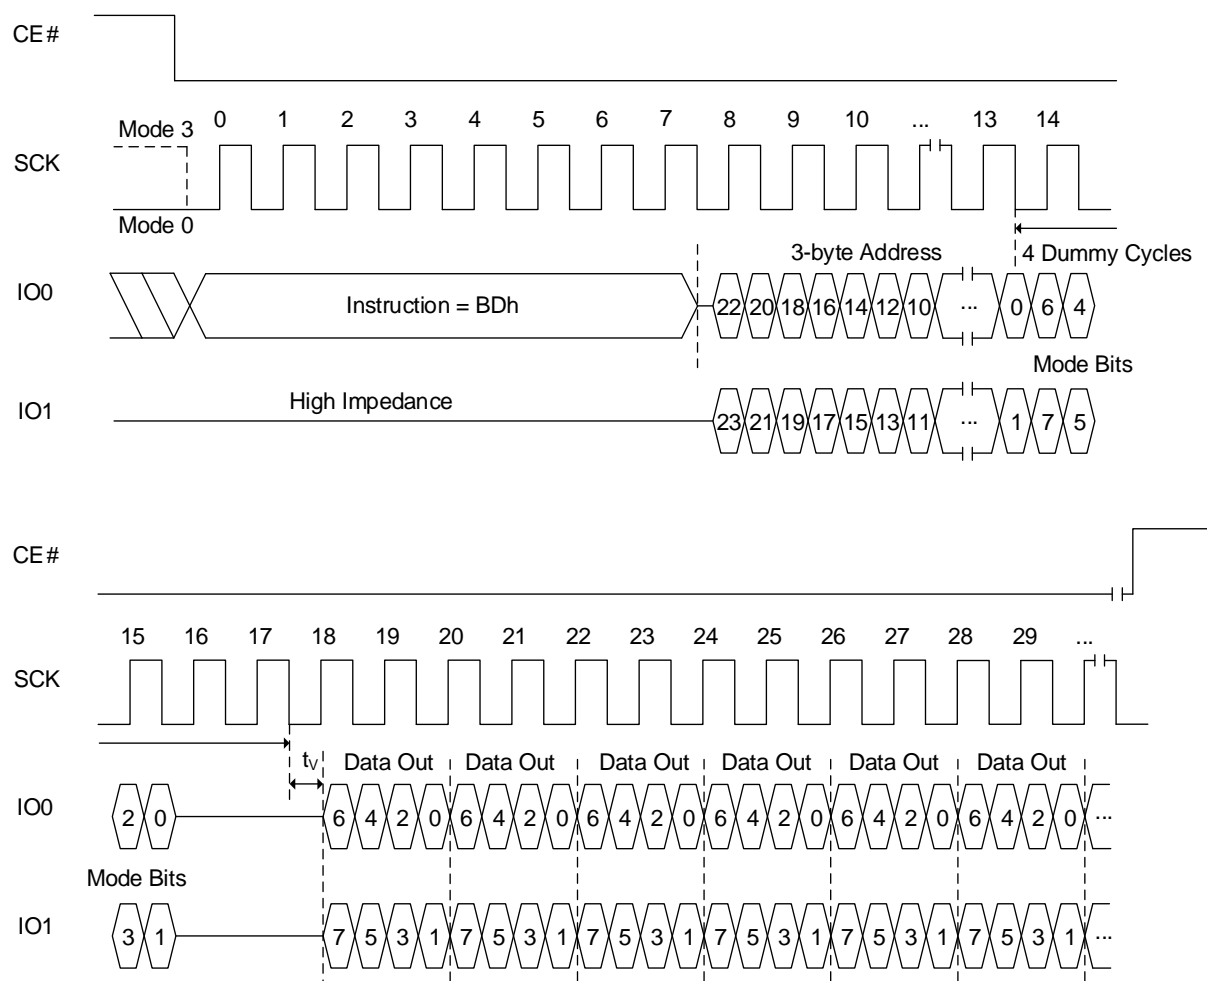 CE#
Mode 3
0 1 2 3 4 5 6 7 8 9 10 ... 13 14
SCK
Mode 0
3-byte Address
4 Dummy Cycles
IO0
Instruction = BDh
22 20 18 16 14 12 10 ... 0 6 4
Mode Bits
IO1
High Impedance
23 21 19 17 15 13 11 ... 1 7 5
CE#
15 16 17 18 19 20 21 22 23 24 25 26 27 28 29 ...
SCK
tV
Data Out Data Out Data Out Data Out Data Out Data Out
IO0
2 0 6 4 2 0 6 4 2 0 6 4 2 0 6 4 2 0 6 4 2 0 6 4 2 0 ...
Mode Bits
IO1
3 1 7 5 3 1 7 5 3 1 7 5 3 1 7 5 3 1 7 5 3 1 7 5 3 1 ...